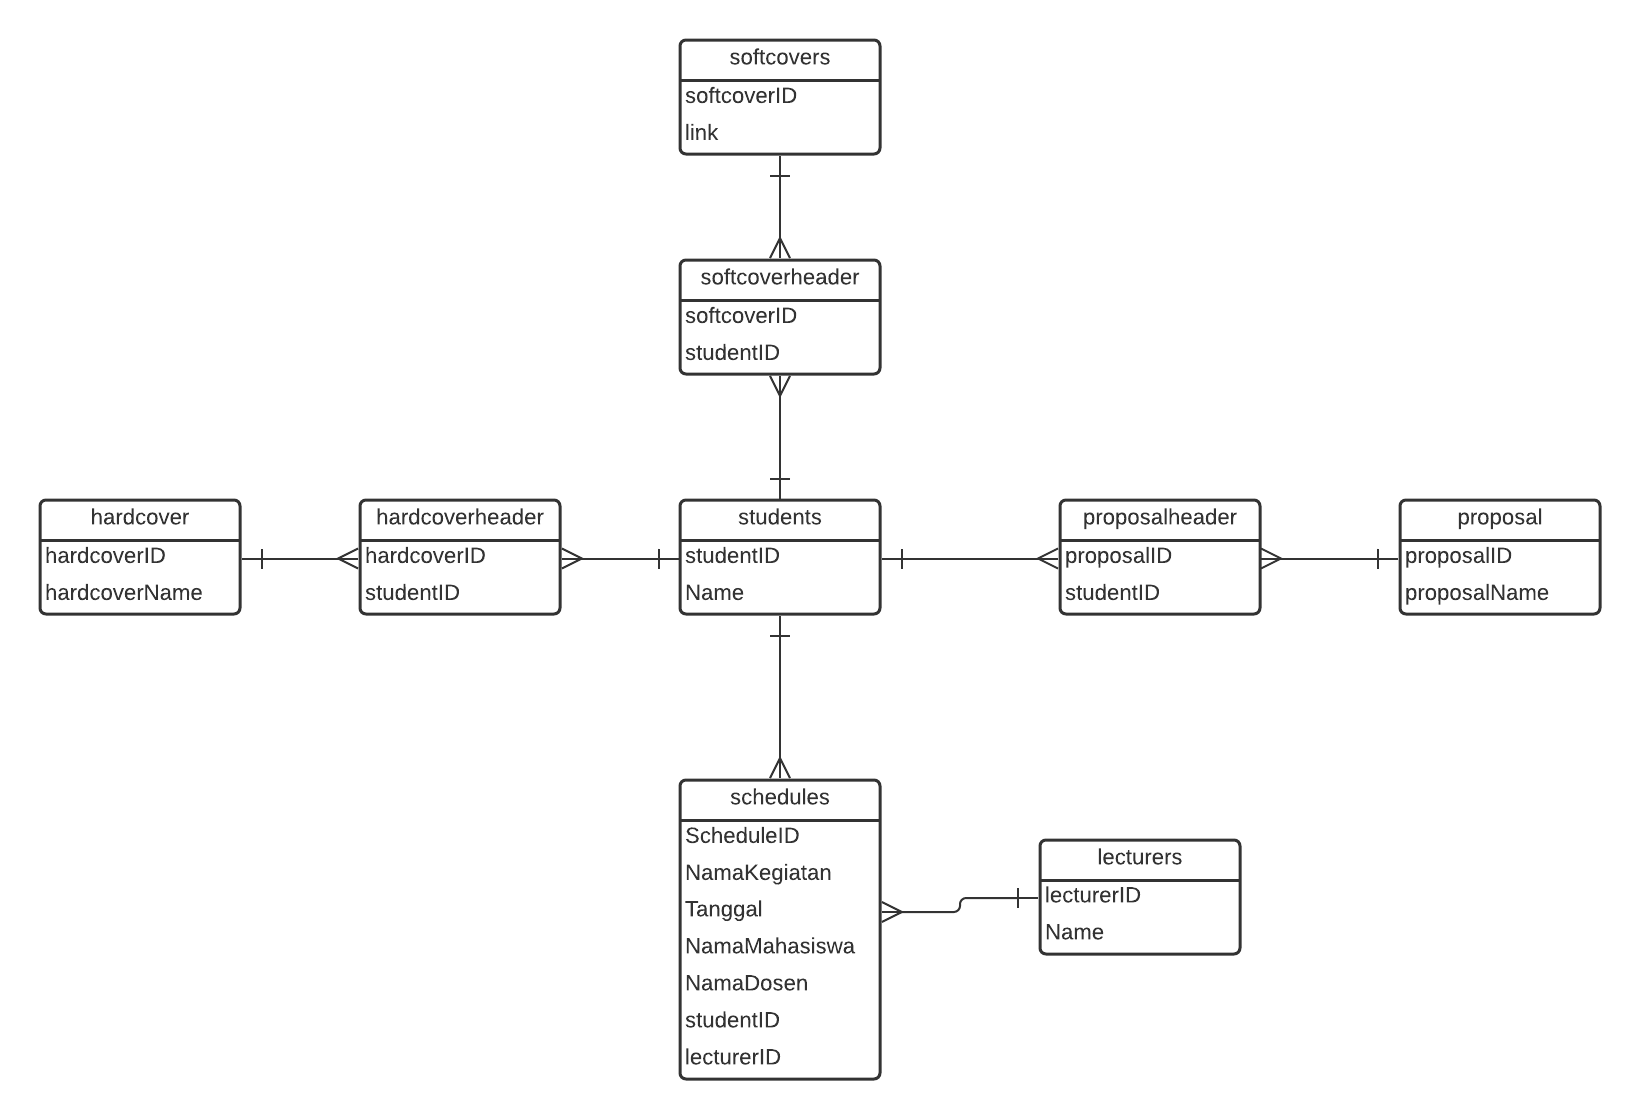 softcovers
softcoverID
link
softcoverheader
softcoverID
studentID
hardcover
hardcoverID
hardcoverName
hardcoverheader
hardcoverID
studentID
students
studentID
Name
proposalheader
proposalID
studentID
proposal
proposalID
proposalName
schedules
ScheduleID
NamaKegiatan
Tanggal
NamaMahasiswa
NamaDosen
studentID
lecturerID
lecturers
lecturerID
Name